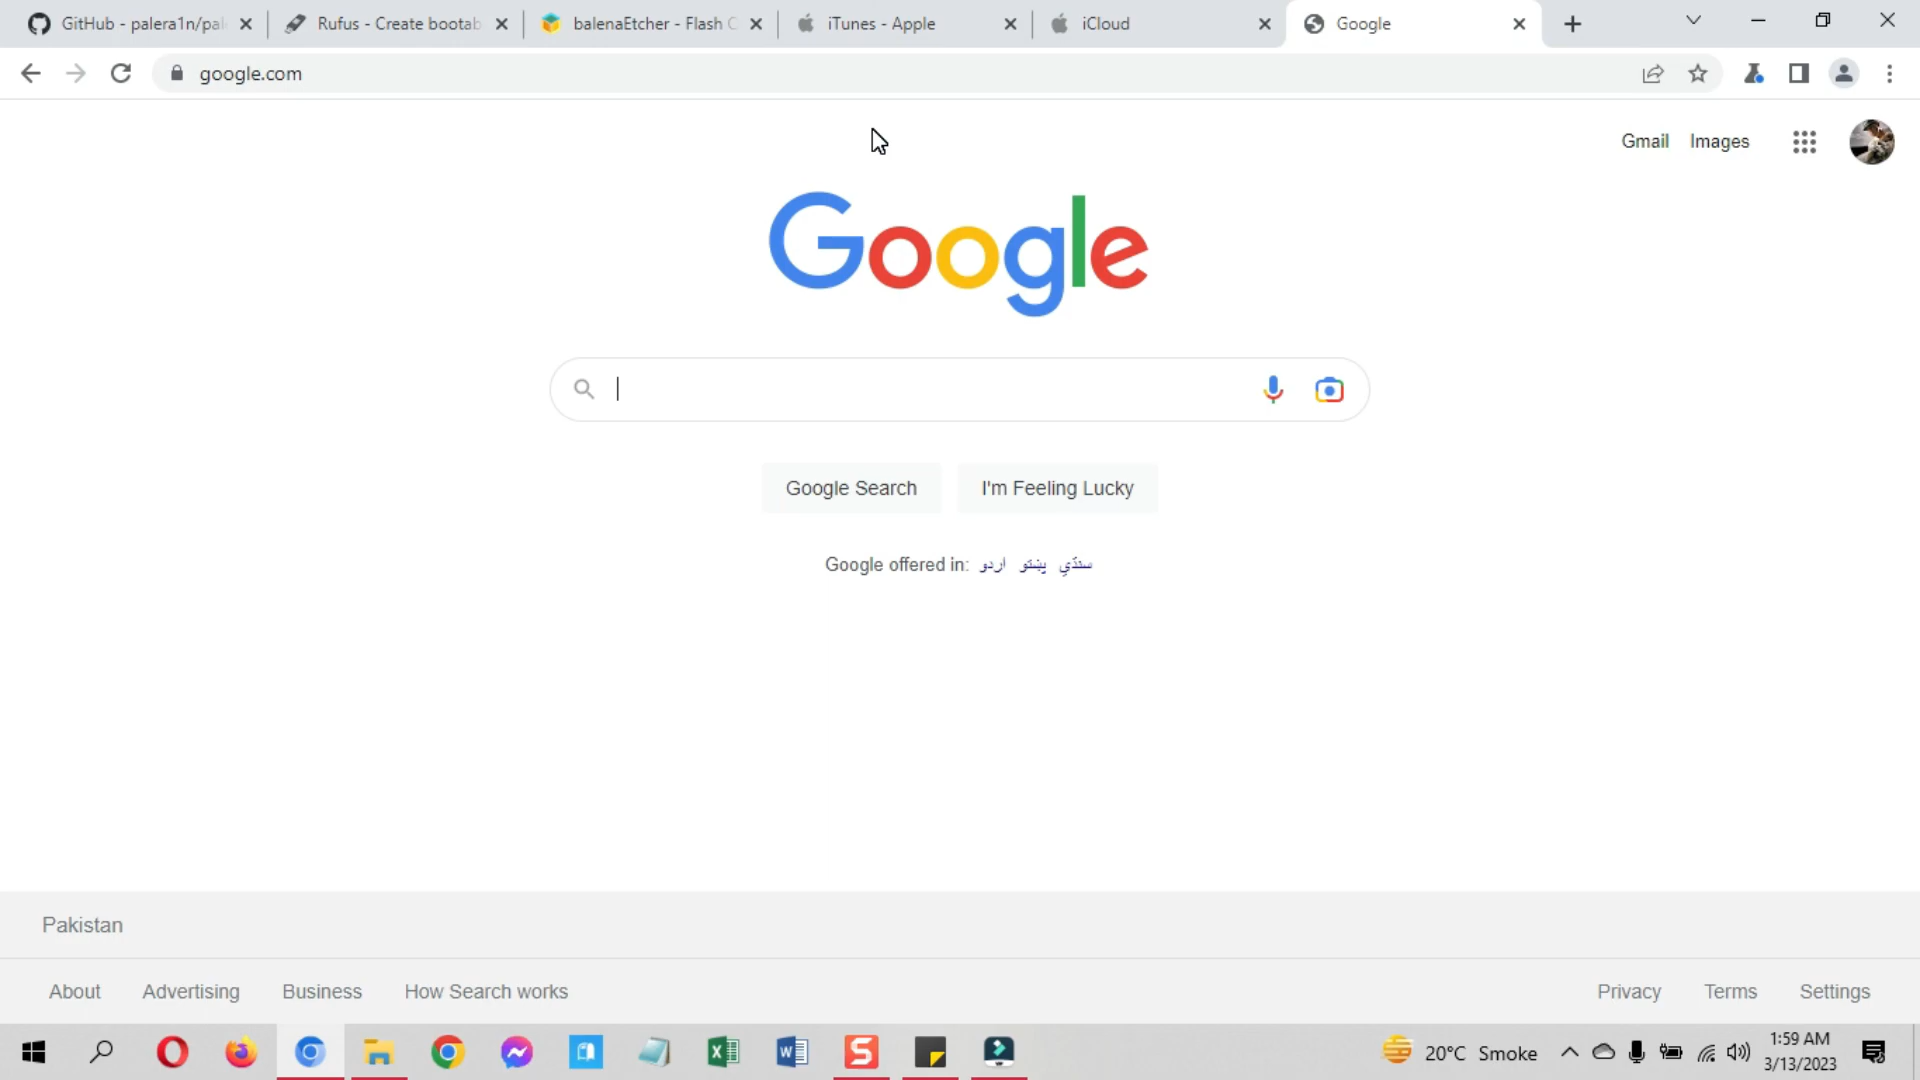 GitHub - palera1n/pal
Rufus - Create bootab
balenaEtcher - Flash
iTunes - Apple
iCloud
Google
google.com
Gmail
Images
Google
Google Search
I'm Feeling Lucky
Google offered in: اردو پښتو سنڌي
Pakistan
About
Advertising
Business
How Search works
Privacy
Terms
Settings
20°C Smoke
1:59 AM
3/13/2023